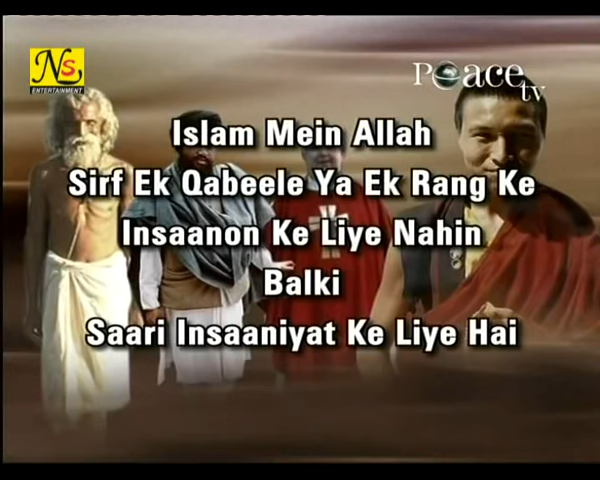 Ns
ENTERTAINMENT
Peace
tv
Islam Mein Allah
Sirf Ek Qabeele Ya Ek Rang Ke
Insaanon Ke Liye Nahin
Balki
Saari Insaaniyat Ke Liye Hai